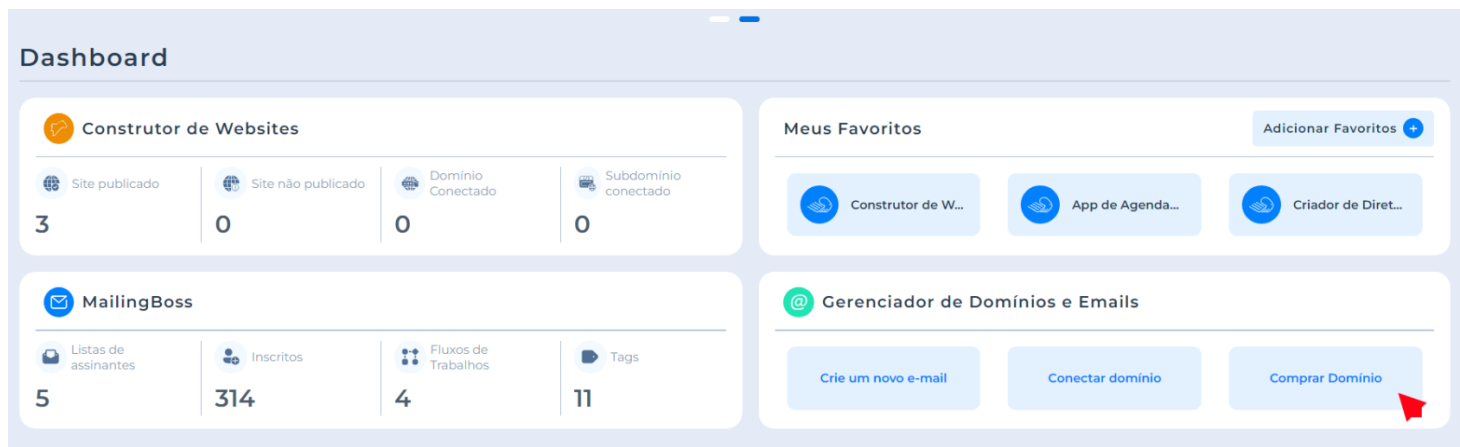 Dashboard
Construtor de Websites
Site publicado
3
Site não publicado
0
Domínio
Conectado
0
Subdomínio
conectado
0
Meus Favoritos
Adicionar Favoritos +
Construtor de W...
App de Agenda...
Criador de Diret...
MailingBoss
Listas de
assinantes
5
Inscritos
314
Fluxos de
Trabalhos
4
Tags
11
@ Gerenciador de Domínios e Emails
Crie um novo e-mail
Conectar domínio
Comprar Domínio